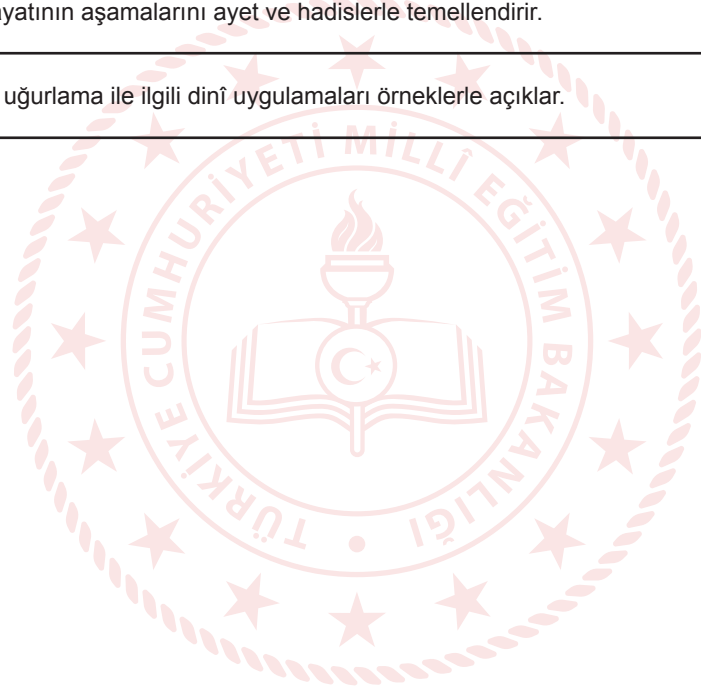 ayatının aşamalarını ayet ve hadislerle temellendirir.
uğurlama ile ilgili dinî uygulamaları örneklerle açıklar.
TÜRKİYE CUMHURİYETİ MİLLÎ EĞİTİM BAKANLIĞI